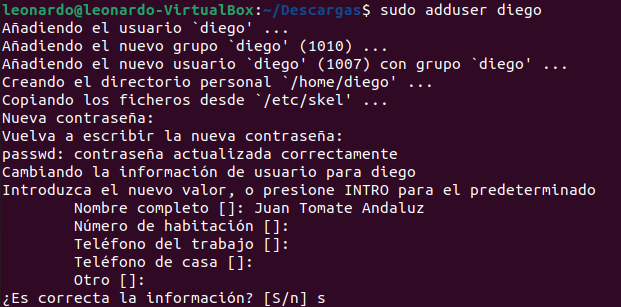 leonardo@leonardo-VirtualBox:~/Descargas$ sudo adduser diego
Añadiendo el usuario `diego' ...
Añadiendo el nuevo grupo `diego' (1010) ...
Añadiendo el nuevo usuario `diego' (1007) con grupo `diego' ...
Creando el directorio personal `/home/diego' ...
Copiando los ficheros desde `/etc/skel' ...
Nueva contraseña:
Vuelva a escribir la nueva contraseña:
passwd: contraseña actualizada correctamente
Cambiando la información de usuario para diego
Introduzca el nuevo valor, o presione INTRO para el predeterminado
Nombre completo []: Juan Tomate Andaluz
Número de habitación []:
Teléfono del trabajo []:
Teléfono de casa []:
Otro []:
¿Es correcta la información? [S/n] s